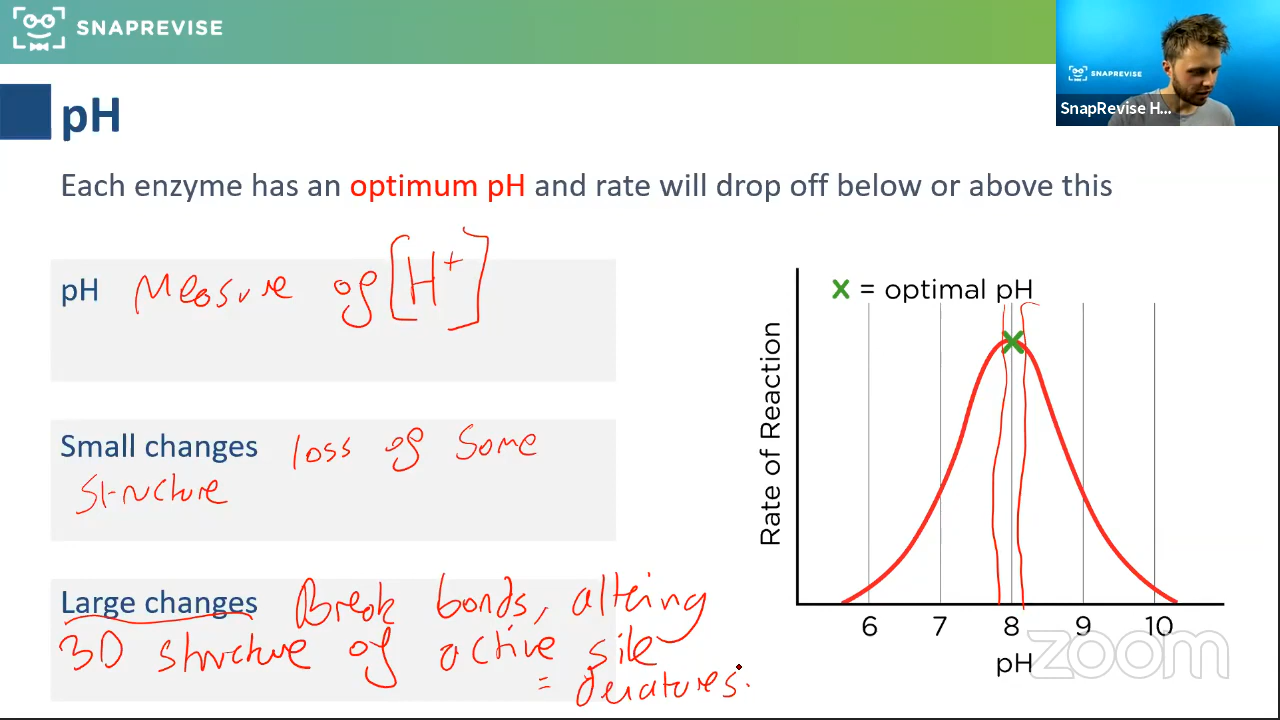 SNAPREVISE
SNAPREVISE
SnapRevise H...
pH
Each enzyme has an optimum pH and rate will drop off below or above this
pH Measure of [H+]
Small changes loss of some
structure
Large changes Break bonds, altering
3D structure of active site
= denatures.
X = optimal pH
Rate of Reaction
6 7 8 9 10
pH
zoom